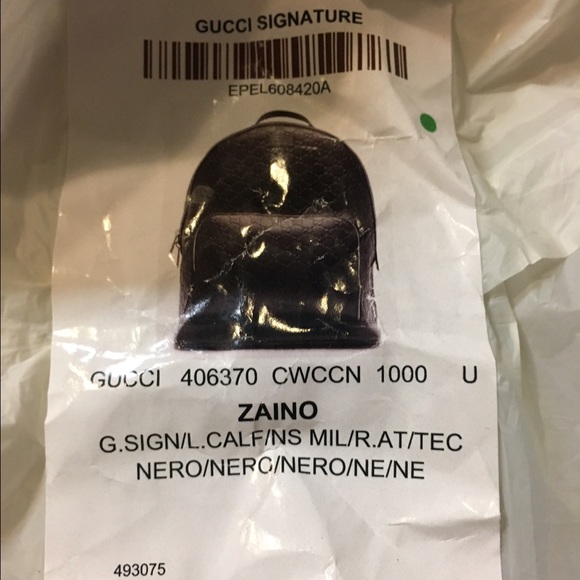 GUCCI SIGNATURE
EPEL608420A
GUCCI 406370 CWCCN 1000 U
ZAINO
G.SIGN/L.CALF/NS MIL/R.AT/TEC
NERO/NERO/NERO/NE/NE
493075